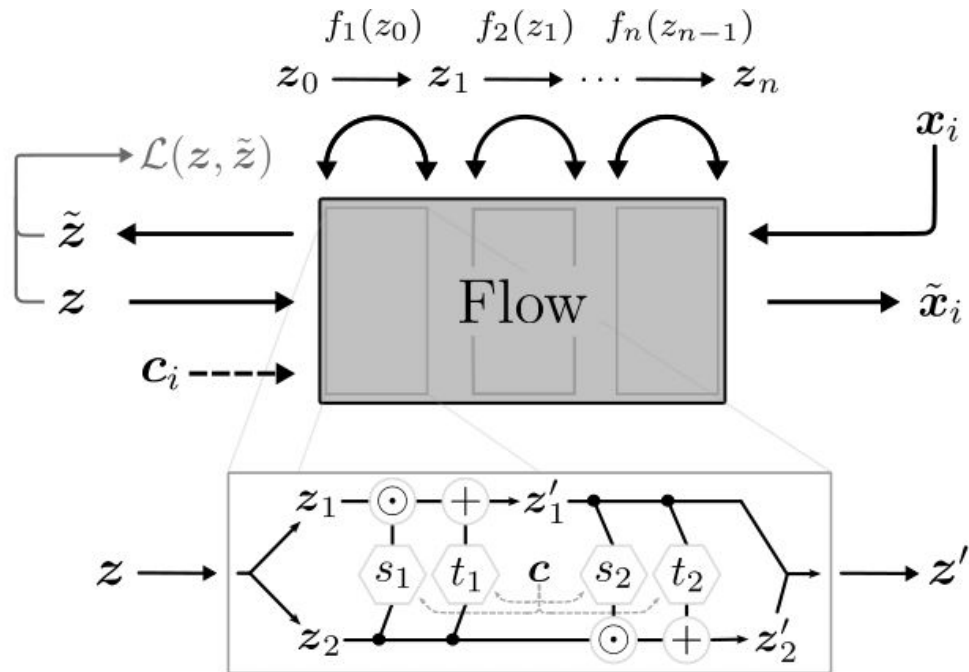 f₁(z₀) f₂(z₁) fₙ(zₙ₋₁)
z₀ z₁ ⋯ zₙ
xᵢ
ℒ(z, z̃)
z̃
z Flow x̃ᵢ
cᵢ
z₁ ⊙ + z′₁
z s₁ t₁ c s₂ t₂ z′
z₂ ⊙ + z′₂